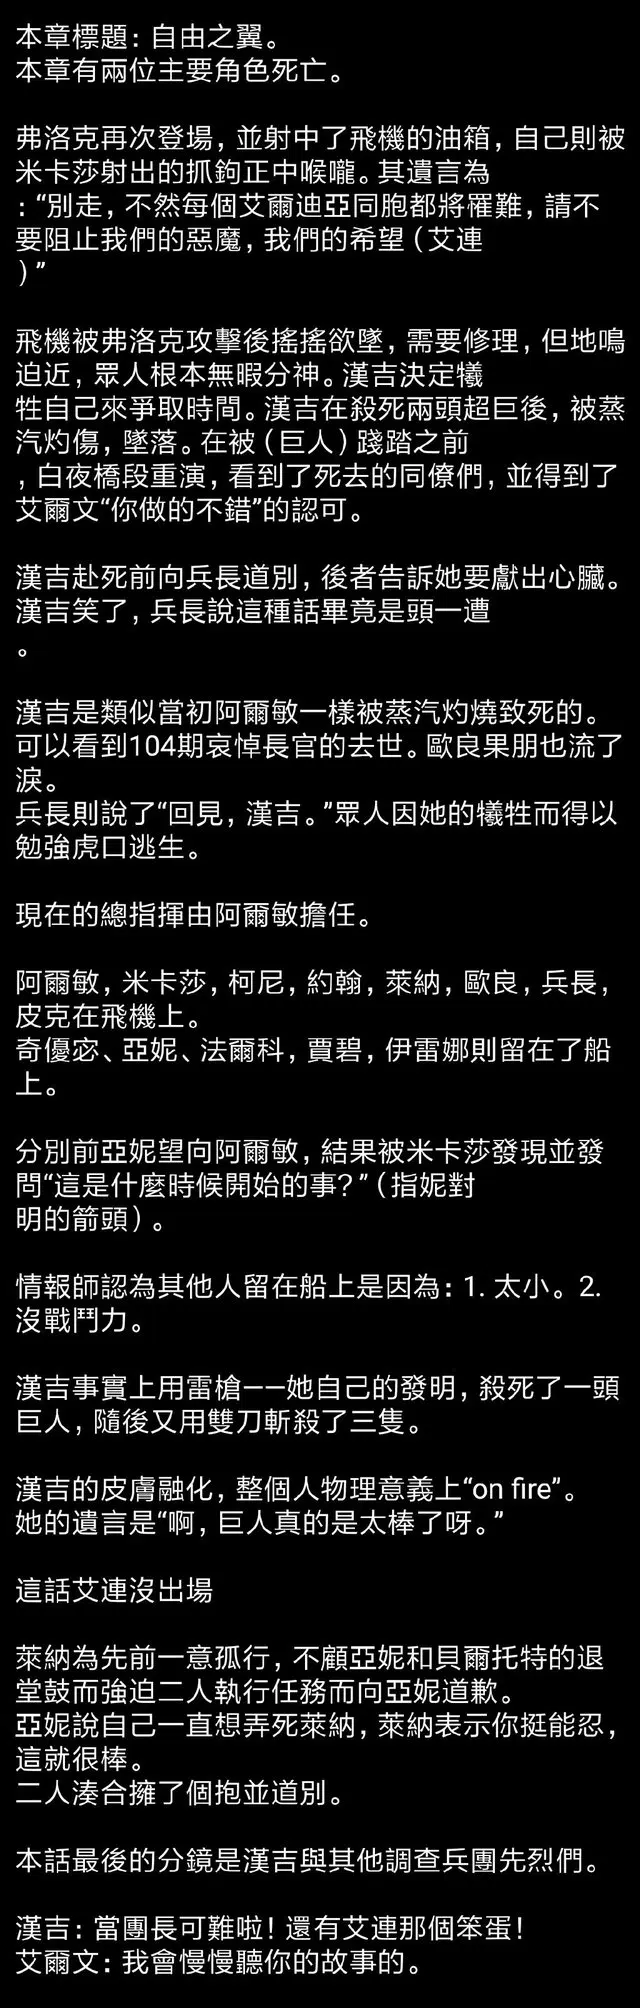 本章標題：自由之翼。
本章有兩位主要角色死亡。
弗洛克再次登場，並射中了飛機的油箱，自己則被
米卡莎射出的抓鉤正中喉嚨。其遺言為
：“別走，不然每個艾爾迪亞同胞都將罹難，請不
要阻止我們的惡魔，我們的希望（艾連
）”
飛機被弗洛克攻擊後搖搖欲墜，需要修理，但地鳴
迫近，眾人根本無暇分神。漢吉決定犧
牲自己來爭取時間。漢吉在殺死兩頭超巨後，被蒸
汽灼傷，墜落。在被（巨人）踐踏之前
，白夜橋段重演，看到了死去的同僚們，並得到了
艾爾文“你做的不錯”的認可。
漢吉赴死前向兵長道別，後者告訴她要獻出心臟。
漢吉笑了，兵長說這種話畢竟是頭一遭
。
漢吉是類似當初阿爾敏一樣被蒸汽灼燒致死的。
可以看到104期哀悼長官的去世。歐良果朋也流了
淚。
兵長則說了“回見，漢吉。”眾人因她的犧牲而得以
勉強虎口逃生。
現在的總指揮由阿爾敏擔任。
阿爾敏，米卡莎，柯尼，約翰，萊納，歐良，兵長，
皮克在飛機上。
奇優宓、亞妮、法爾科，賈碧，伊雷娜則留在了船
上。
分別前亞妮望向阿爾敏，結果被米卡莎發現並發
問“這是什麼時候開始的事？”（指妮對
明的箭頭）。
情報師認為其他人留在船上是因為：1. 太小。2.
沒戰鬥力。
漢吉事實上用雷槍——她自己的發明，殺死了一頭
巨人，隨後又用雙刀斬殺了三隻。
漢吉的皮膚融化，整個人物理意義上“on fire”。
她的遺言是“啊，巨人真的是太棒了呀。”
這話艾連沒出場
萊納為先前一意孤行，不顧亞妮和貝爾托特的退
堂鼓而強迫二人執行任務而向亞妮道歉。
亞妮說自己一直想弄死萊納，萊納表示你挺能忍，
這就很棒。
二人湊合擁了個抱並道別。
本話最後的分鏡是漢吉與其他調查兵團先烈們。
漢吉：當團長可難啦！還有艾連那個笨蛋！
艾爾文：我會慢慢聽你的故事的。